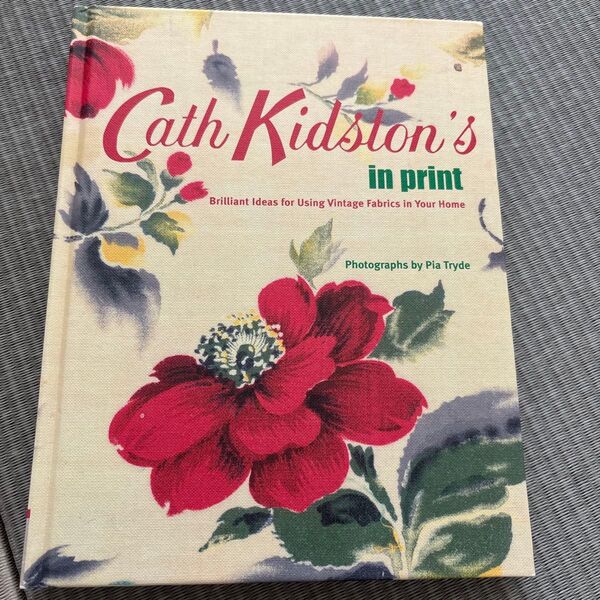 Cath Kidston's
in print
Brilliant Ideas for Using Vintage Fabrics in Your Home
Photographs by Pia Tryde